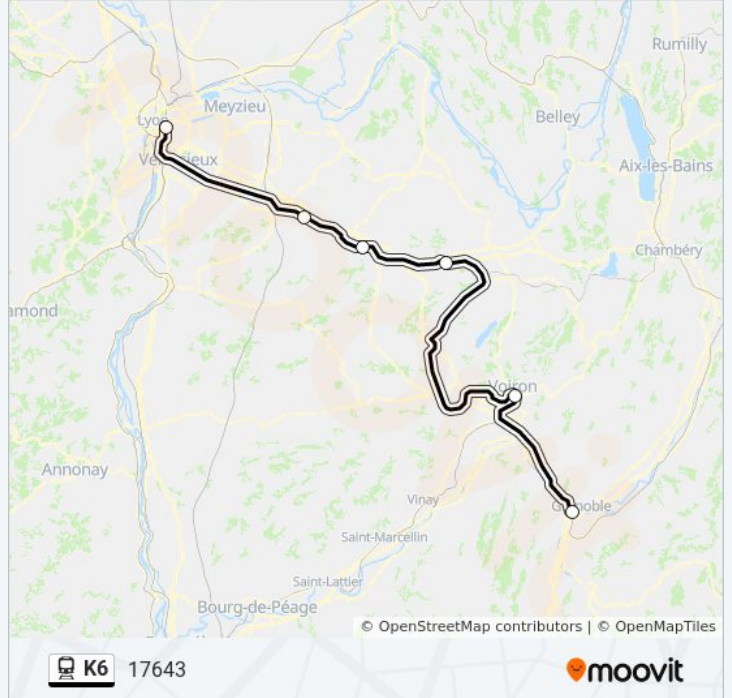 Rumilly
Meyzieu
Lyon
Belley
Vénissieux
Aix-les-Bains
Chambéry
amond
Voiron
Annonay
Vinay
Grenoble
Saint-Marcellin
Saint-Lattier
Bourg-de-Péage
© OpenStreetMap contributors | © OpenMapTiles
K6 17643
moovit